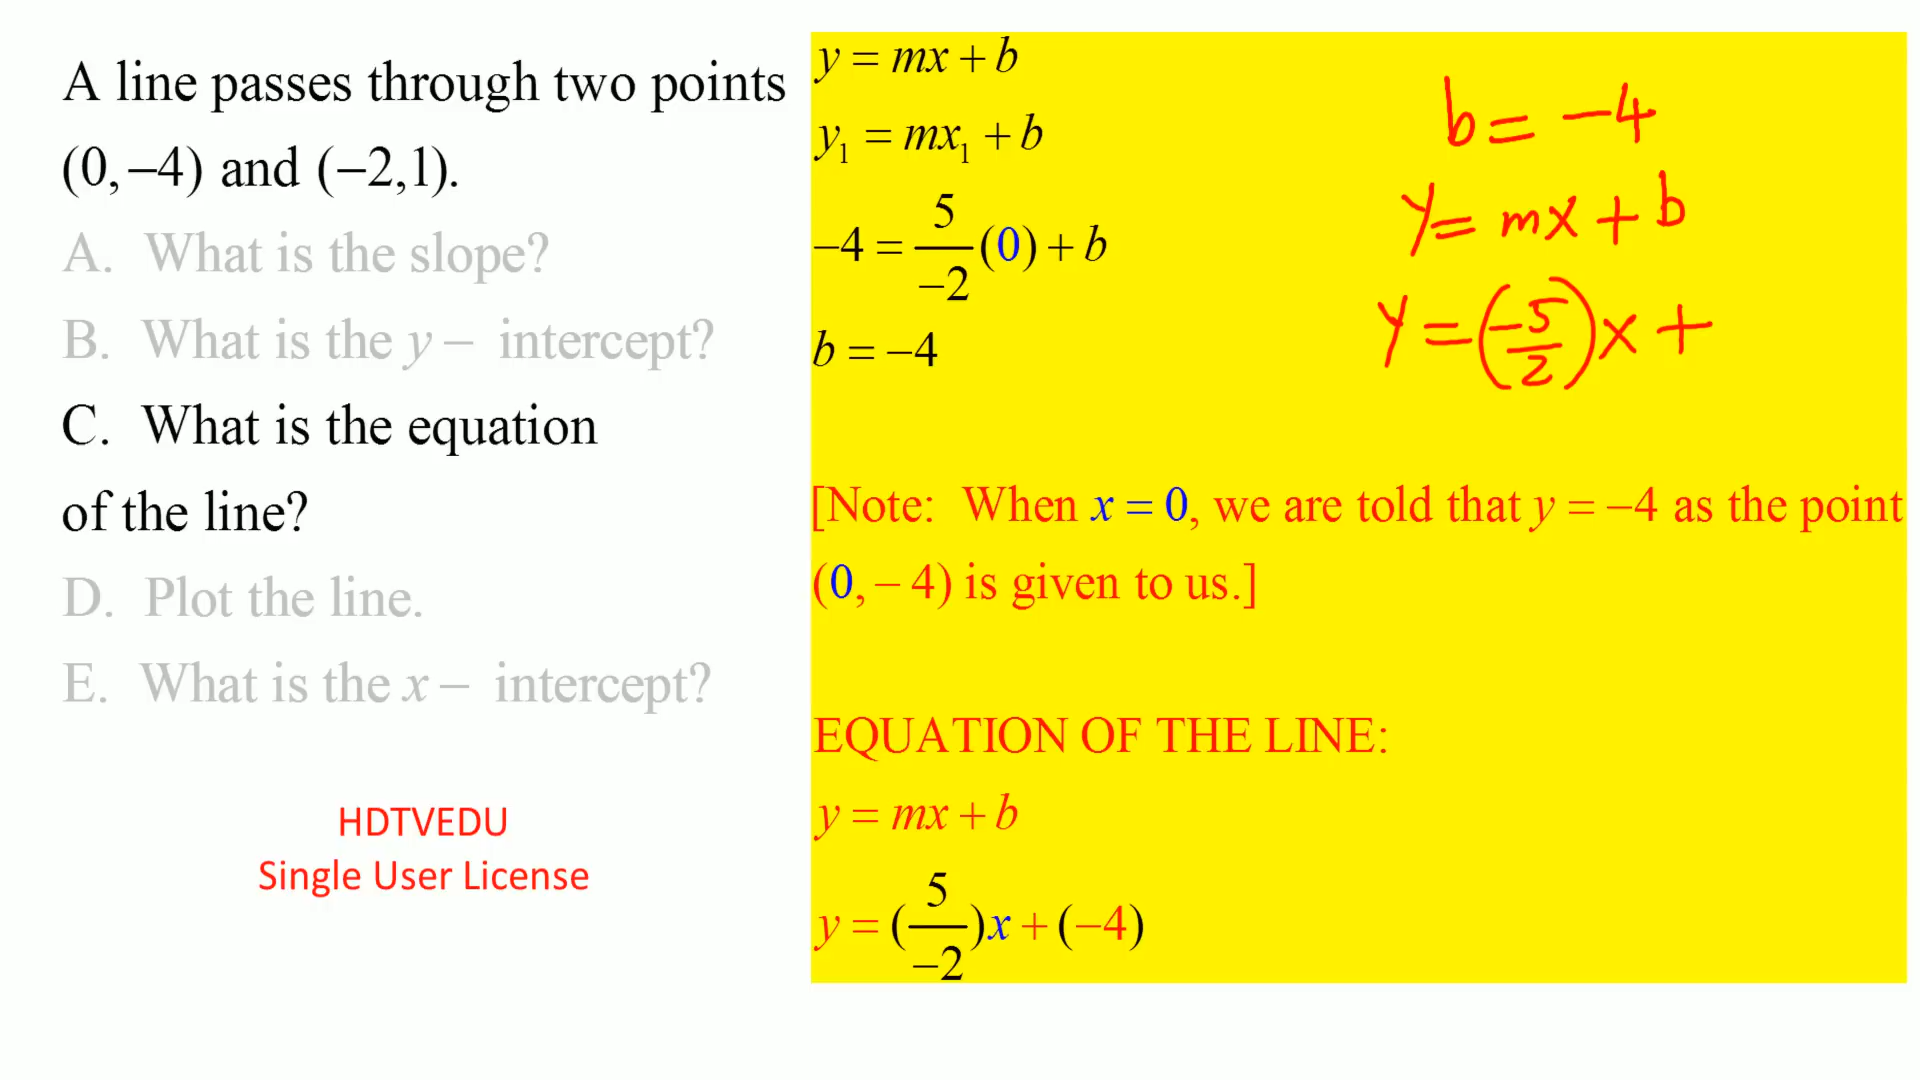 A line passes through two points
(0, −4) and (−2,1).
A. What is the slope?
B. What is the y − intercept?
C. What is the equation
of the line?
D. Plot the line.
E. What is the x − intercept?
HDTVEDU
Single User License
y = mx + b
y₁ = mx₁ + b
−4 = 5/−2 (0) + b
b = −4
[Note: When x = 0, we are told that y = −4 as the point
(0, − 4) is given to us.]
EQUATION OF THE LINE:
y = mx + b
y = (5/−2)x + (−4)
b = −4
y = mx + b
y = (−5/2)x +